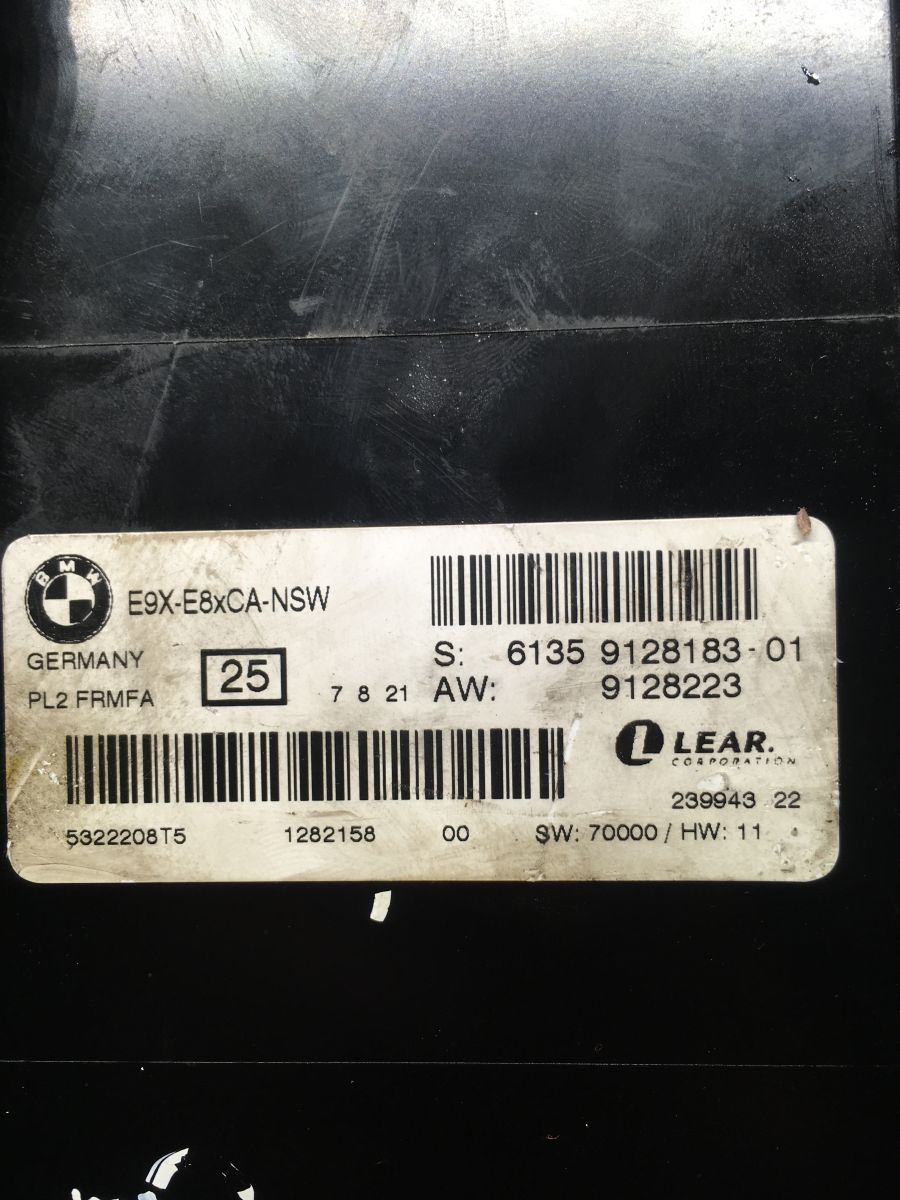 BMW
E9X-E8xCA-NSW
GERMANY
PL2 FRMFA
25
7 8 21
S: 6135 9128183-01
AW: 9128223
LEAR.
CORPORATION
239943 22
5322208T5 1282158 00 SW: 70000 / HW: 11